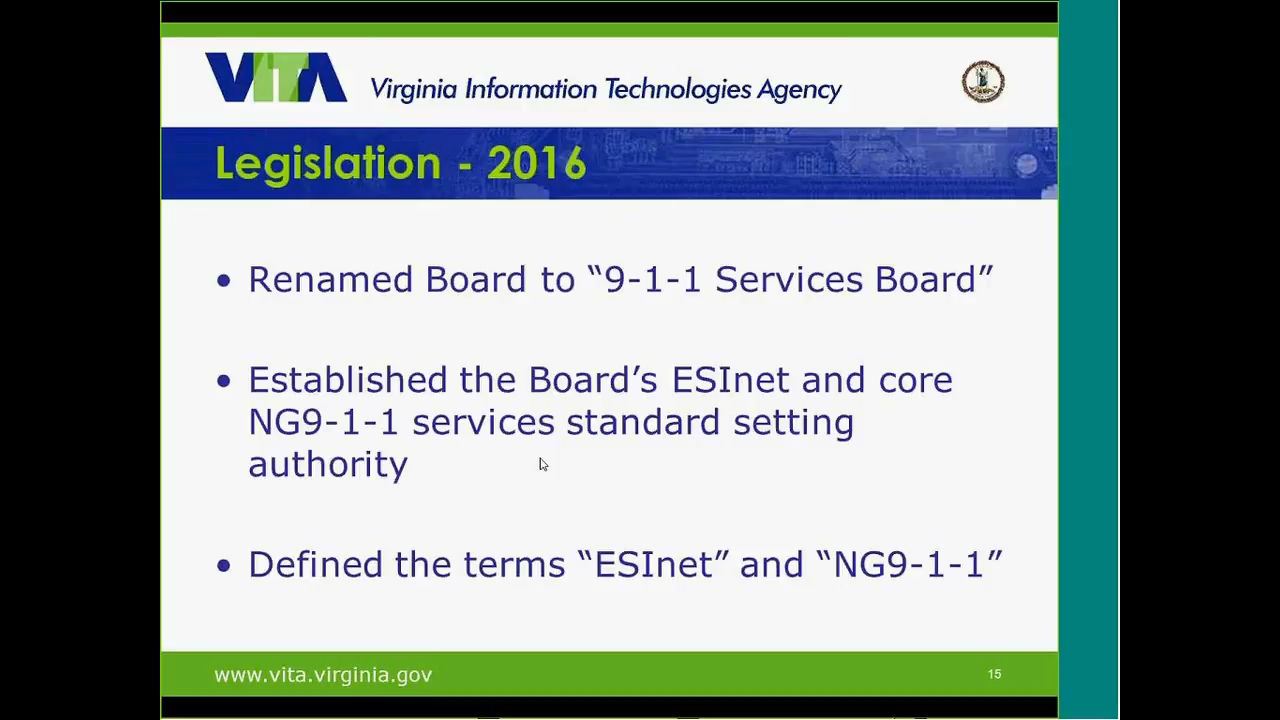 VITA Virginia Information Technologies Agency
Legislation - 2016
• Renamed Board to “9-1-1 Services Board”
• Established the Board’s ESInet and core
NG9-1-1 services standard setting
authority
• Defined the terms “ESInet” and “NG9-1-1”
www.vita.virginia.gov
15